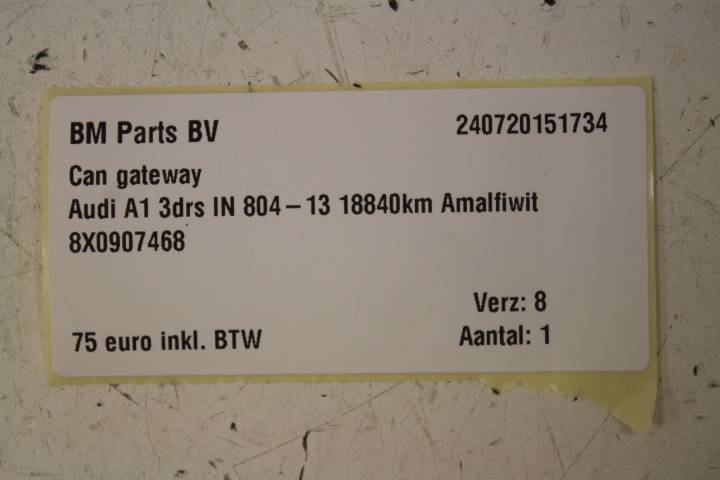 BM Parts BV 240720151734
Can gateway
Audi A1 3drs IN 804-13 18840km Amalfiwit
8X0907468
Verz: 8
75 euro inkl. BTW Aantal: 1